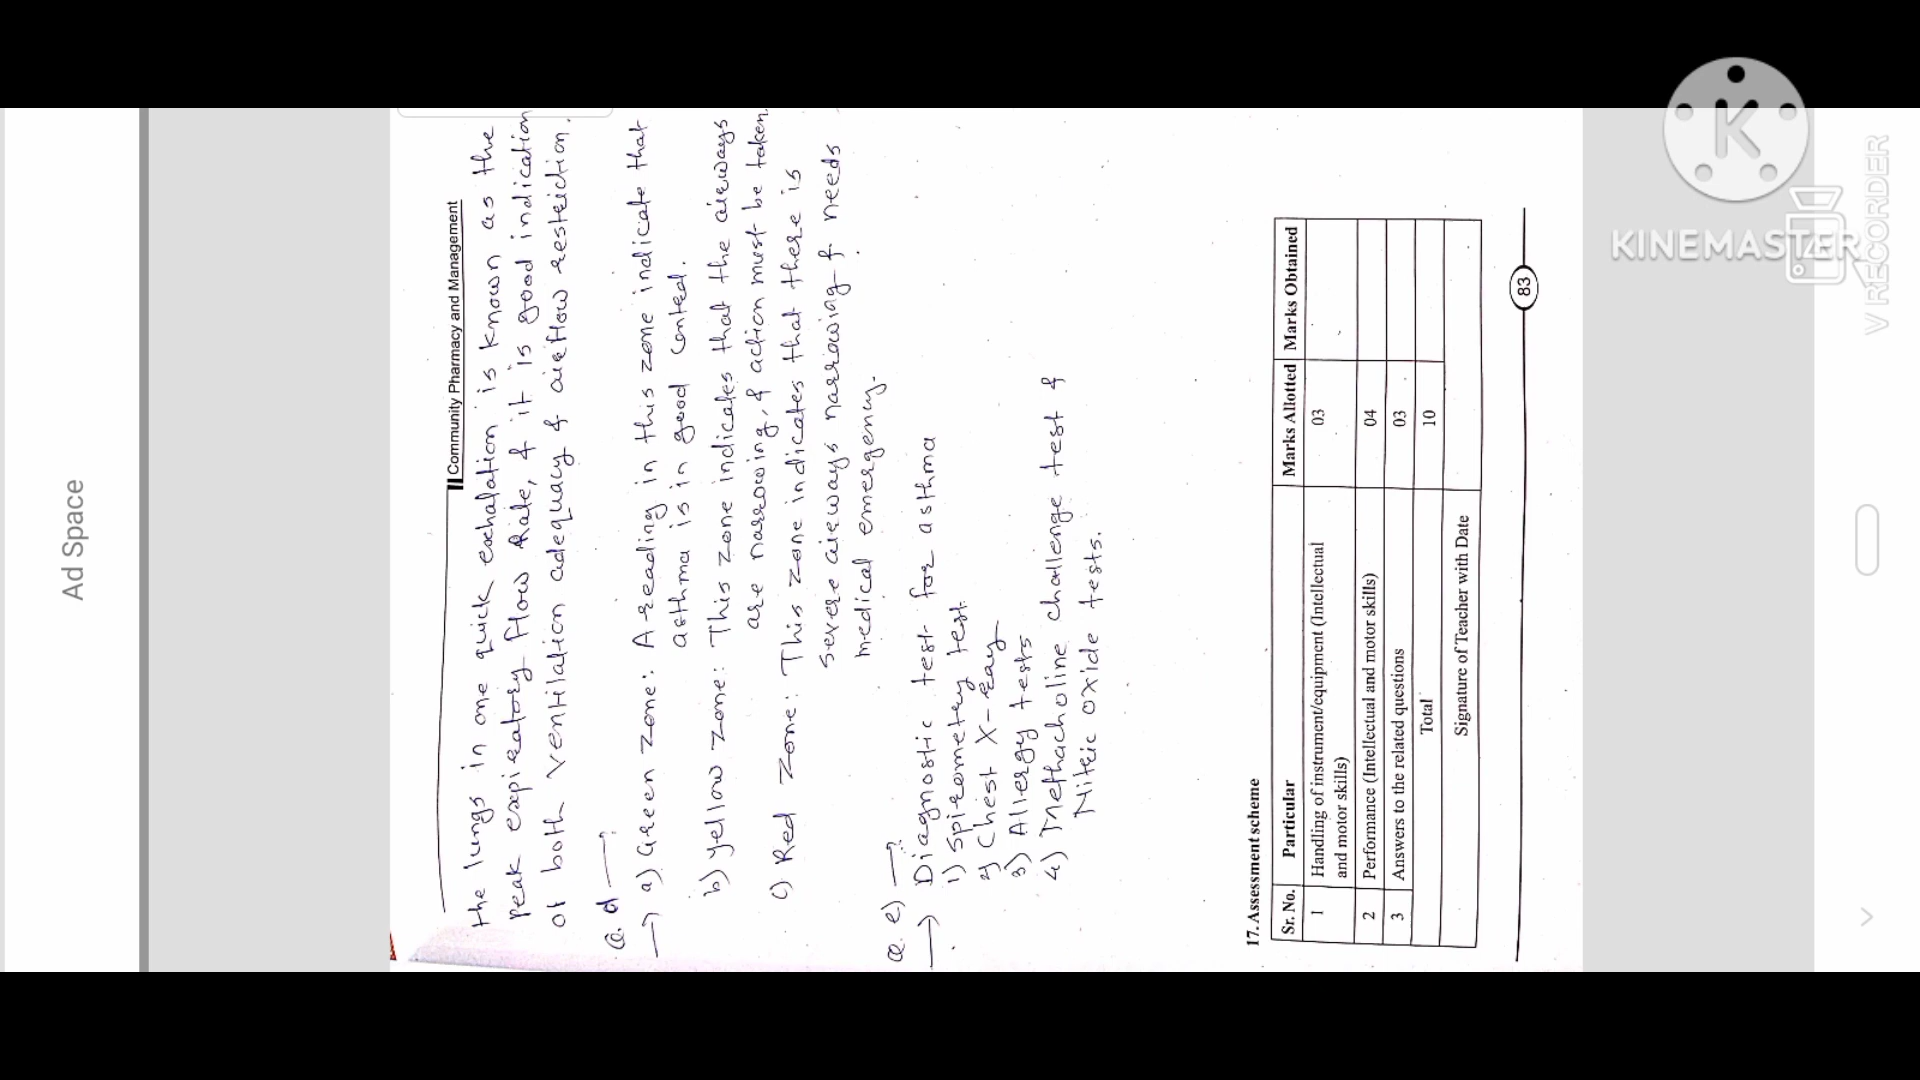 Ad Space
Community Pharmacy and Management
the lungs in one quick exhalation is known as the
peak expiratory flow Rate, & it is good indication
of both ventilation adequacy & airflow restriction.
Q. d →
→ a) Green Zone: A reading in this zone indicate that
asthma is in good control.
b) yellow zone: This zone indicates that the airways
are narrowing, & action must be taken.
c) Red Zone: This zone indicates that there is
severe airways narrowing & needs
medical emergency.
Q. e) →
→ Diagnostic test for asthma
1) Spirometry test
2) Chest X-Ray
3) Allergy tests
4) Methacholine challenge test &
Nitric oxide tests.
17. Assessment scheme
Sr. No. Particular Marks Allotted Marks Obtained
1 Handling of instrument/equipment (Intellectual 03
and motor skills)
2 Performance (Intellectual and motor skills) 04
3 Answers to the related questions 03
Total 10
Signature of Teacher with Date
83
K
KINEMASTER
V RECORDER